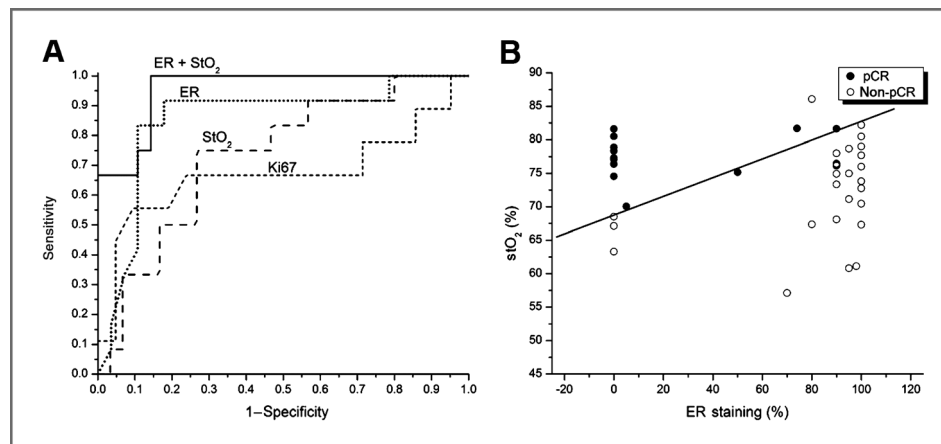 A
ER + StO2
ER
StO2
Ki67
1.0
0.9
0.8
0.7
0.6
0.5
0.4
0.3
0.2
0.1
0.0
Sensitivity
0.0 0.1 0.2 0.3 0.4 0.5 0.6 0.7 0.8 0.9 1.0
1–Specificity
B
pCR
Non-pCR
90
85
80
75
70
65
60
55
50
45
stO2 (%)
-20 0 20 40 60 80 100 120
ER staining (%)